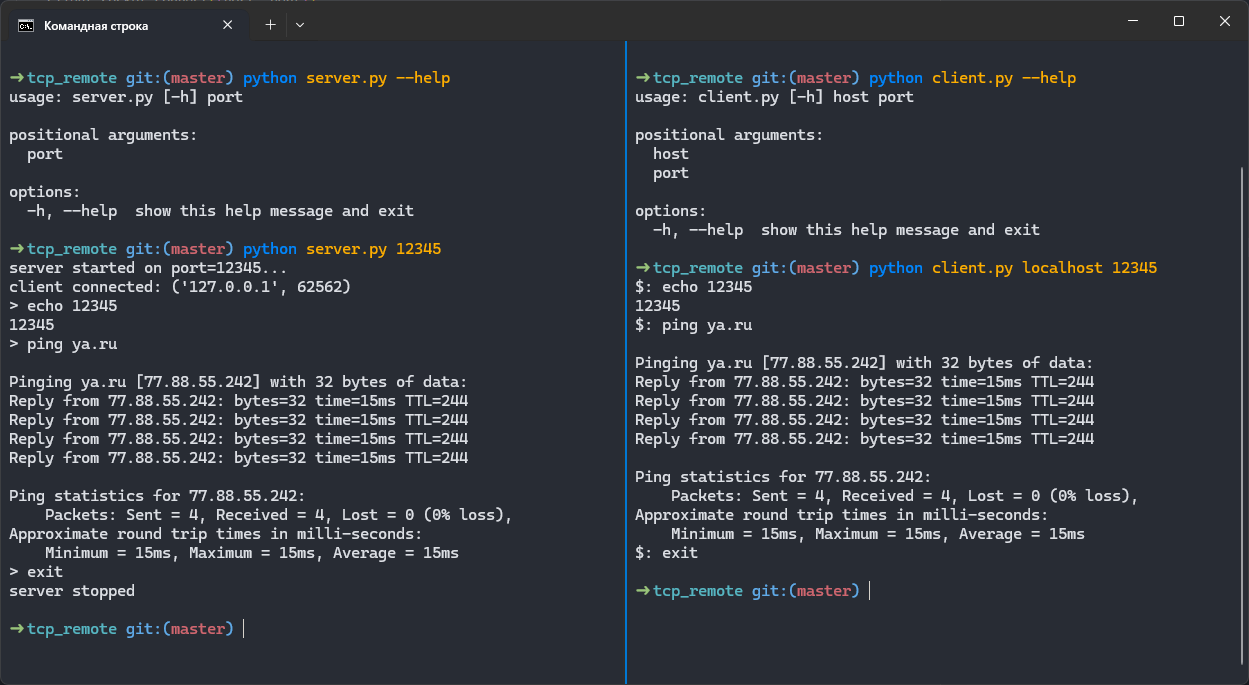 Командная строка
➜tcp_remote git:(master) python server.py --help
usage: server.py [-h] port
positional arguments:
  port
options:
  -h, --help  show this help message and exit
➜tcp_remote git:(master) python server.py 12345
server started on port=12345...
client connected: ('127.0.0.1', 62562)
> echo 12345
12345
> ping ya.ru
Pinging ya.ru [77.88.55.242] with 32 bytes of data:
Reply from 77.88.55.242: bytes=32 time=15ms TTL=244
Reply from 77.88.55.242: bytes=32 time=15ms TTL=244
Reply from 77.88.55.242: bytes=32 time=15ms TTL=244
Reply from 77.88.55.242: bytes=32 time=15ms TTL=244
Ping statistics for 77.88.55.242:
    Packets: Sent = 4, Received = 4, Lost = 0 (0% loss),
Approximate round trip times in milli-seconds:
    Minimum = 15ms, Maximum = 15ms, Average = 15ms
> exit
server stopped
➜tcp_remote git:(master)
➜tcp_remote git:(master) python client.py --help
usage: client.py [-h] host port
positional arguments:
  host
  port
options:
  -h, --help  show this help message and exit
➜tcp_remote git:(master) python client.py localhost 12345
$: echo 12345
12345
$: ping ya.ru
Pinging ya.ru [77.88.55.242] with 32 bytes of data:
Reply from 77.88.55.242: bytes=32 time=15ms TTL=244
Reply from 77.88.55.242: bytes=32 time=15ms TTL=244
Reply from 77.88.55.242: bytes=32 time=15ms TTL=244
Reply from 77.88.55.242: bytes=32 time=15ms TTL=244
Ping statistics for 77.88.55.242:
    Packets: Sent = 4, Received = 4, Lost = 0 (0% loss),
Approximate round trip times in milli-seconds:
    Minimum = 15ms, Maximum = 15ms, Average = 15ms
$: exit
➜tcp_remote git:(master)